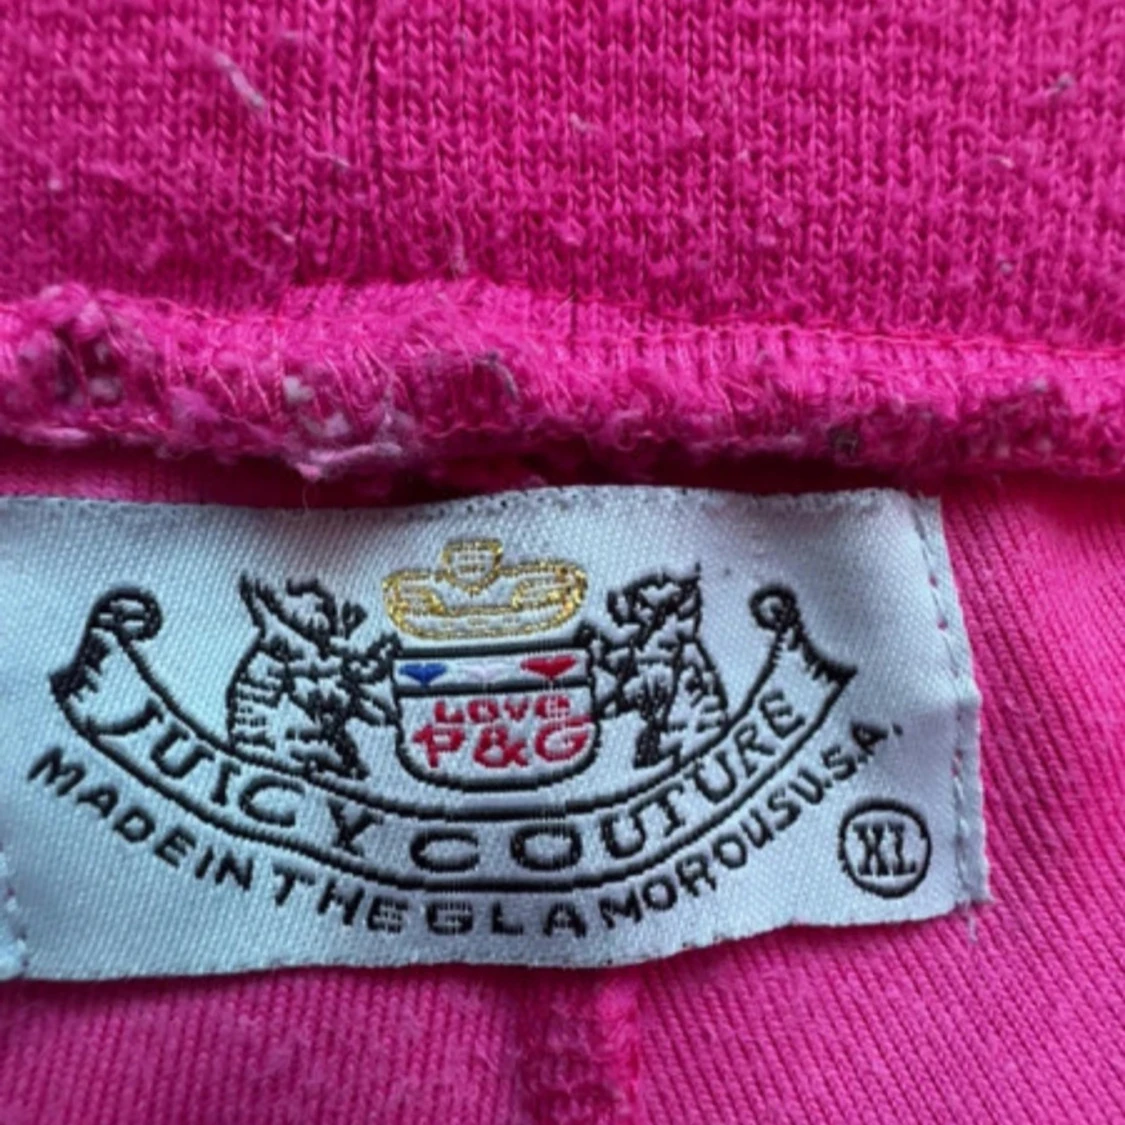 LOVE
P&G
JUICY COUTURE
MADE IN THE GLAMOROUS U.S.A.
XL